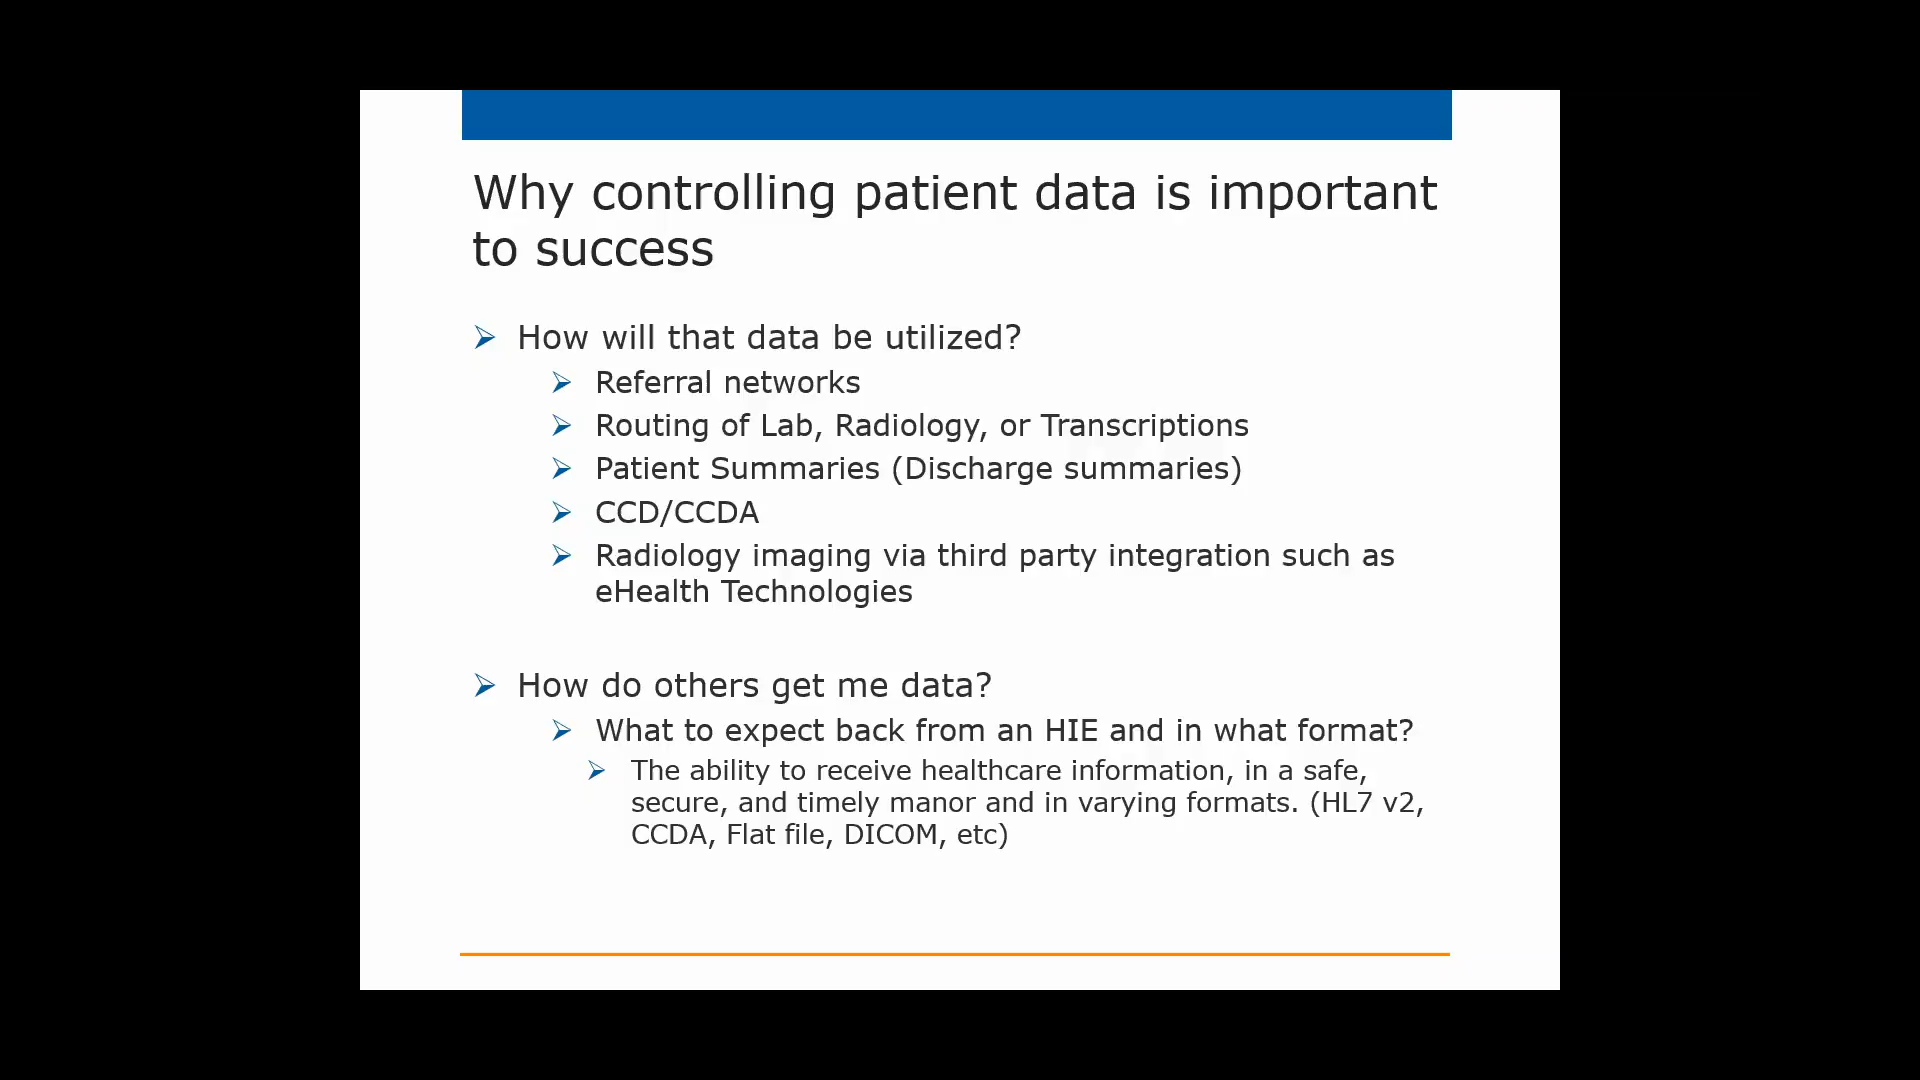 Why controlling patient data is important
to success
How will that data be utilized?
Referral networks
Routing of Lab, Radiology, or Transcriptions
Patient Summaries (Discharge summaries)
CCD/CCDA
Radiology imaging via third party integration such as
eHealth Technologies
How do others get me data?
What to expect back from an HIE and in what format?
The ability to receive healthcare information, in a safe,
secure, and timely manor and in varying formats. (HL7 v2,
CCDA, Flat file, DICOM, etc)